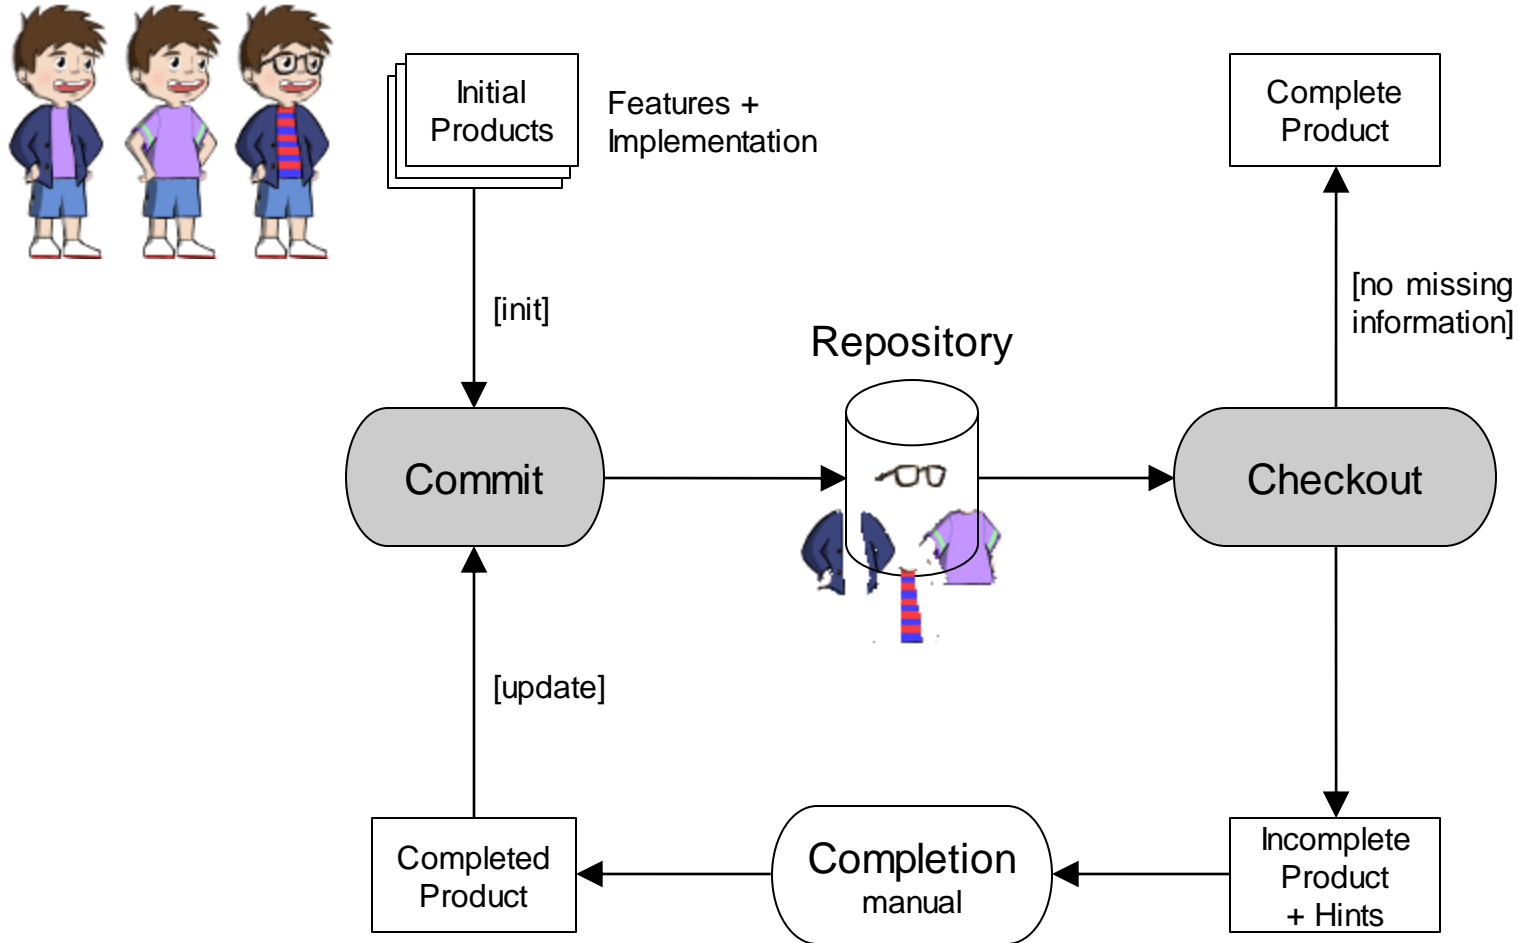 Initial
Products
Features +
Implementation
Complete
Product
[init]
[no missing
information]
Repository
Commit
Checkout
[update]
Completed
Product
Completion
manual
Incomplete
Product
+ Hints